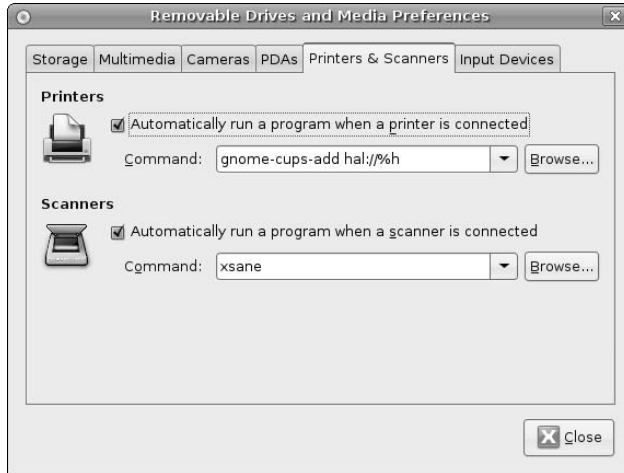 Removable Drives and Media Preferences
Storage Multimedia Cameras PDAs Printers & Scanners Input Devices
Printers
Automatically run a program when a printer is connected
Command: gnome-cups-add hal://%h Browse...
Scanners
Automatically run a program when a scanner is connected
Command: xsane Browse...
Close